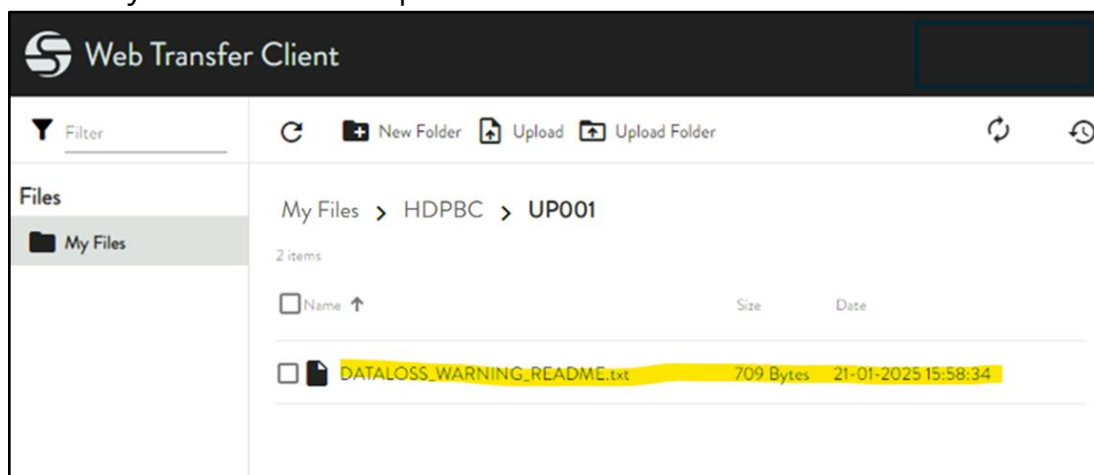 Web Transfer Client
Filter
New Folder Upload Upload Folder
Files
My Files
My Files > HDPBC > UP001
2 items
Name ↑ Size Date
DATALOSS_WARNING_README.txt 709 Bytes 21-01-2025 15:58:34